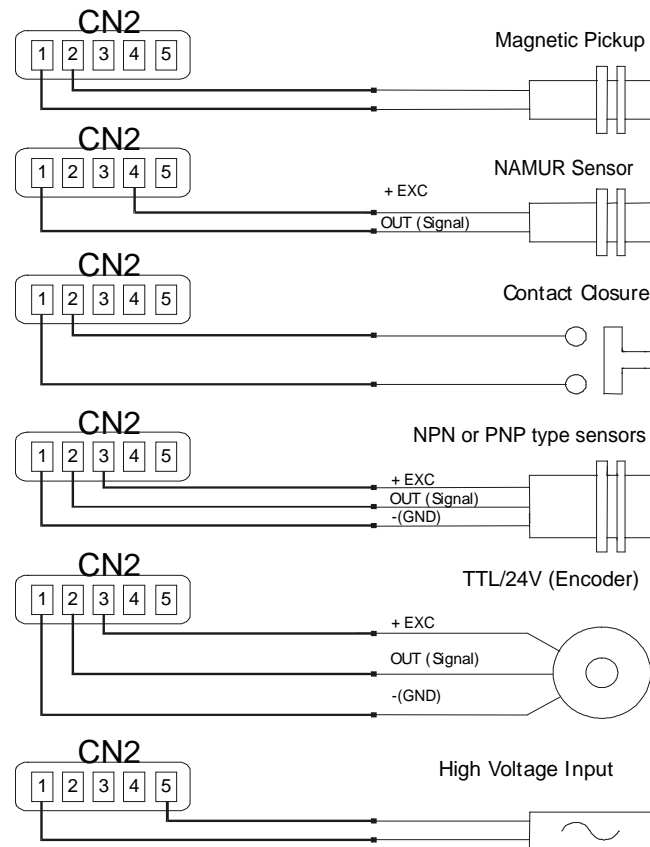 CN2
1 2 3 4 5
Magnetic Pickup
CN2
1 2 3 4 5
NAMUR Sensor
+ EXC
OUT (Signal)
CN2
1 2 3 4 5
Contact Closure
CN2
1 2 3 4 5
NPN or PNP type sensors
+ EXC
OUT (Signal)
-(GND)
CN2
1 2 3 4 5
TTL/24V (Encoder)
+ EXC
OUT (Signal)
-(GND)
CN2
1 2 3 4 5
High Voltage Input